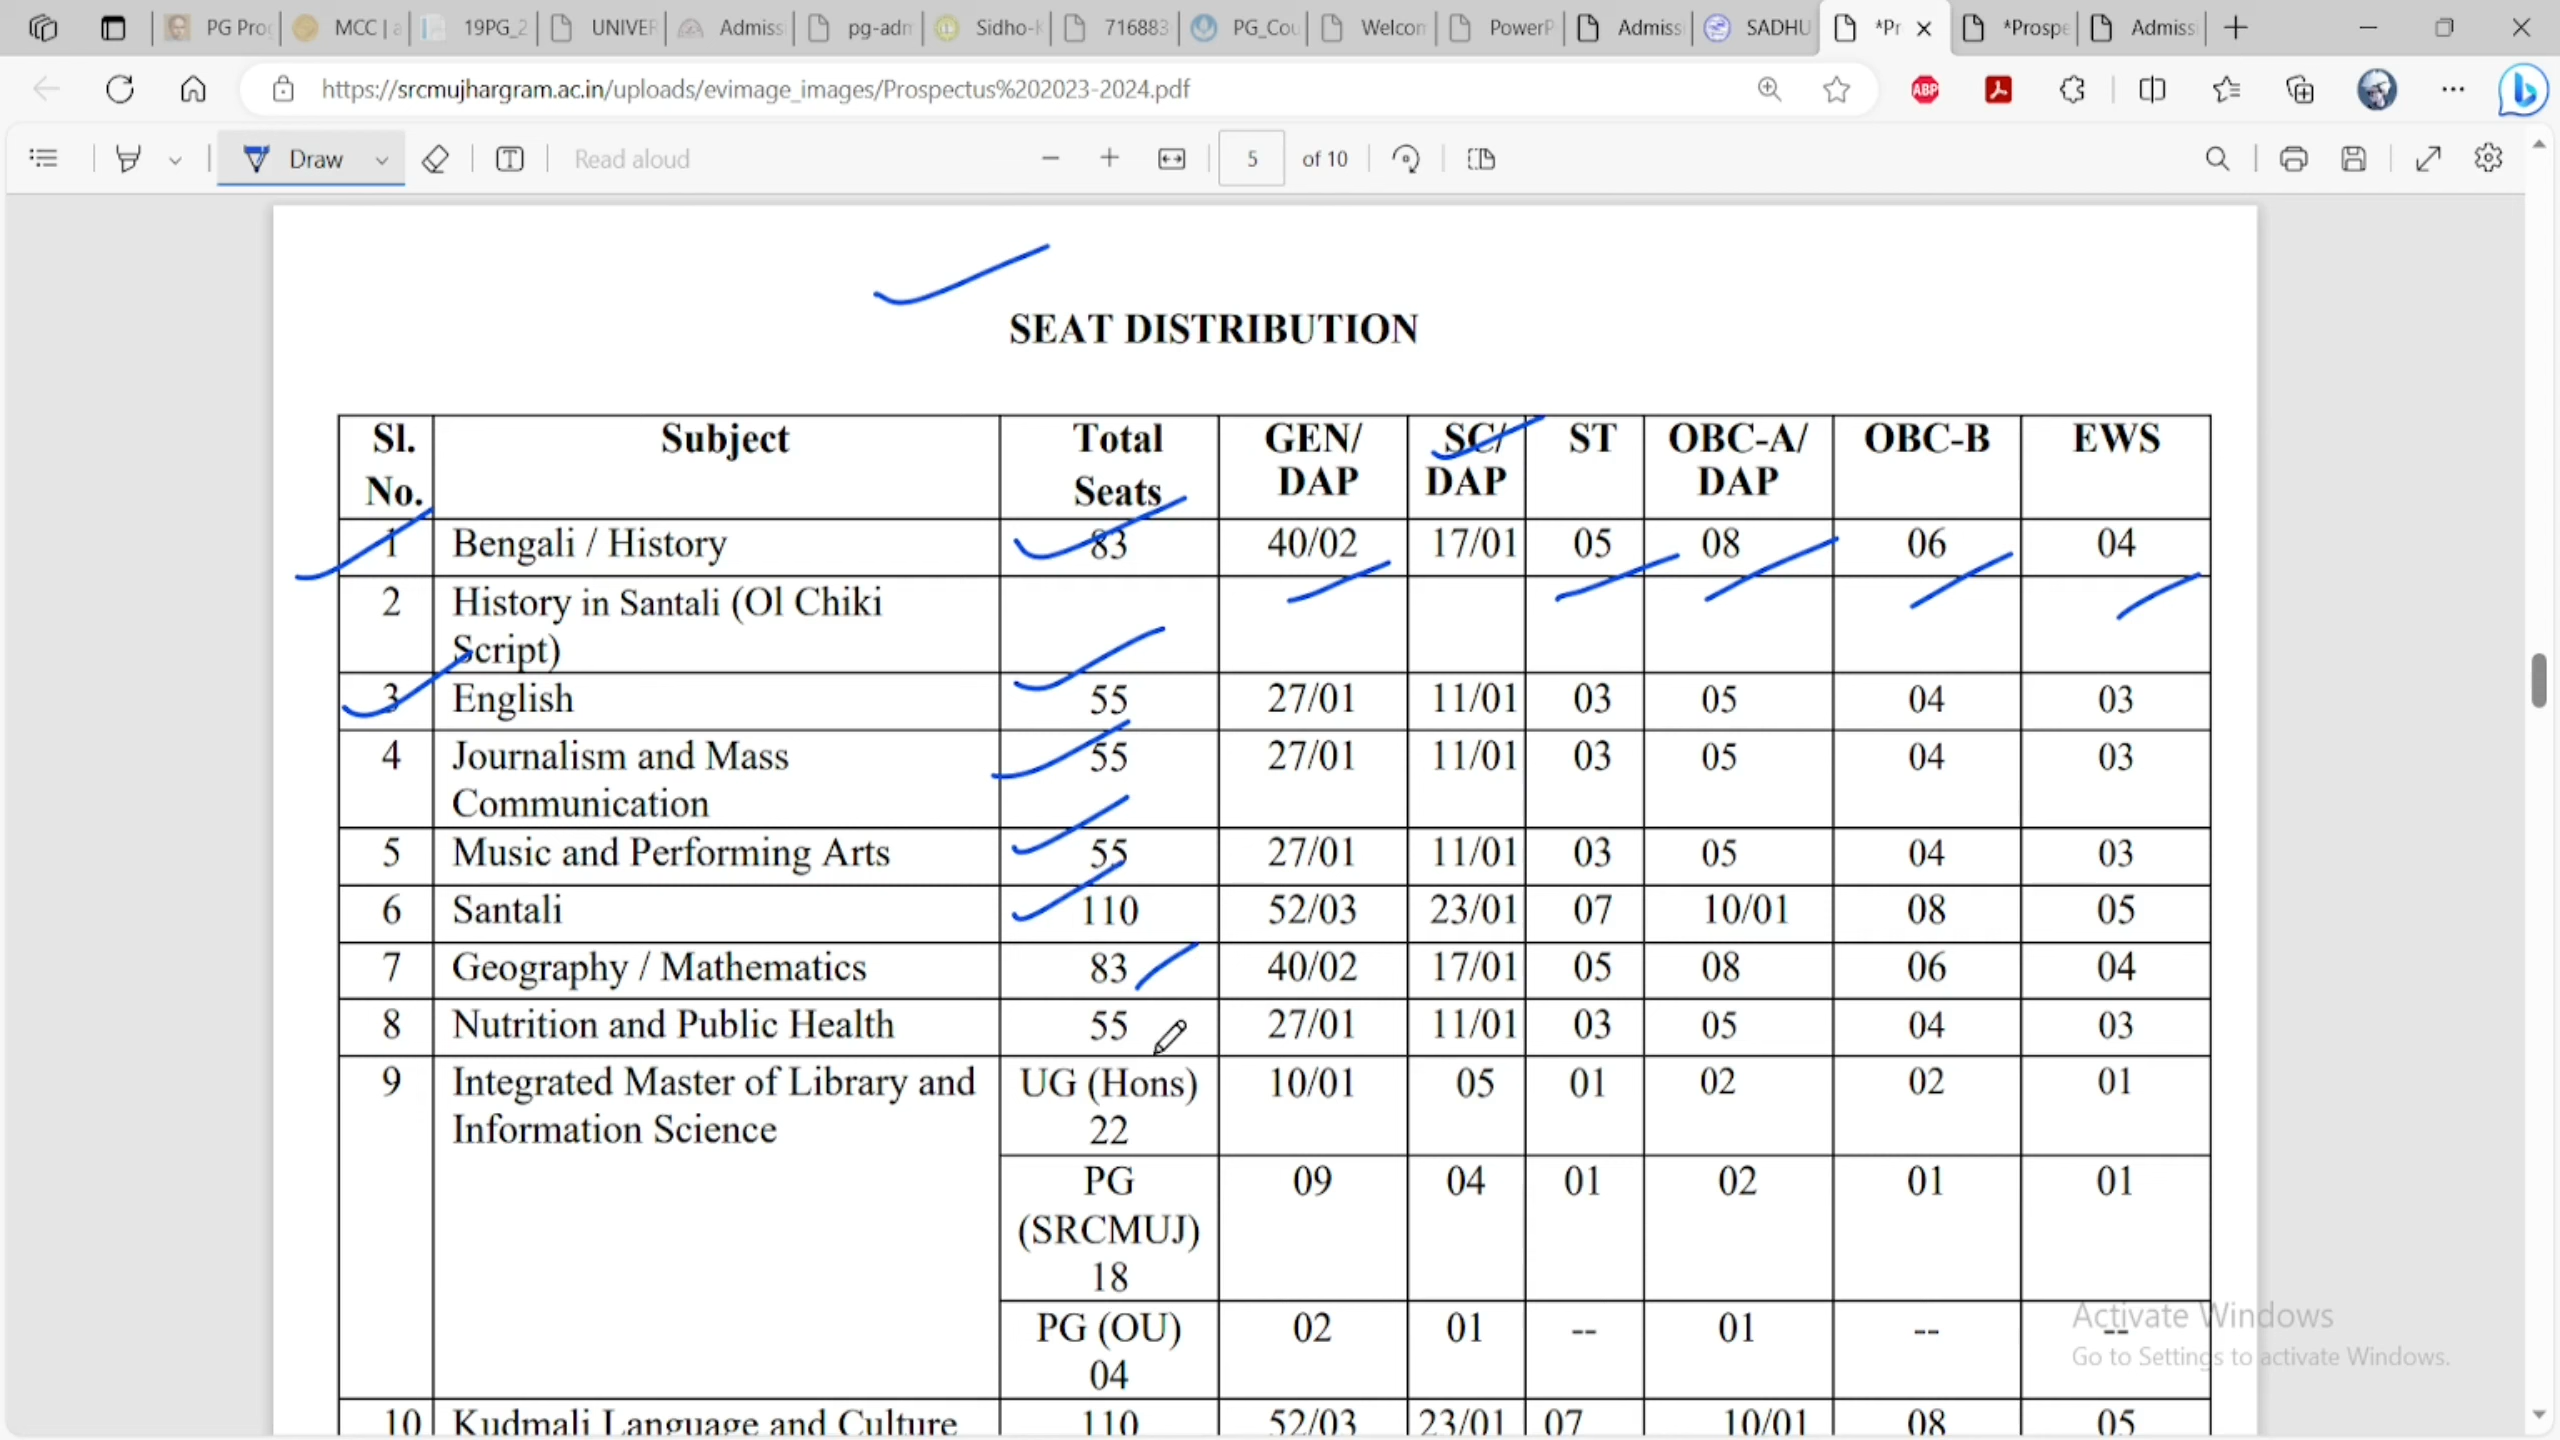 PG Pro
MCC | a
19PG_2
UNIVER
Admiss
pg-adm
Sidho-K
716883
PG_Cou
Welcom
PowerP
Admiss
SADHU
*Pr
*Prospe
Admiss
https://srcmujhargram.ac.in/uploads/evimage_images/Prospectus%202023-2024.pdf
ABP
Draw
Read aloud
5 of 10
SEAT DISTRIBUTION
Sl. No. Subject Total Seats GEN/ DAP SC/ DAP ST OBC-A/ DAP OBC-B EWS
1 Bengali / History 83 40/02 17/01 05 08 06 04
2 History in Santali (Ol Chiki
Script)
3 English 55 27/01 11/01 03 05 04 03
4 Journalism and Mass 55 27/01 11/01 03 05 04 03
Communication
5 Music and Performing Arts 55 27/01 11/01 03 05 04 03
6 Santali 110 52/03 23/01 07 10/01 08 05
7 Geography / Mathematics 83 40/02 17/01 05 08 06 04
8 Nutrition and Public Health 55 27/01 11/01 03 05 04 03
9 Integrated Master of Library and UG (Hons) 10/01 05 01 02 02 01
Information Science 22
PG 09 04 01 02 01 01
(SRCMUJ)
18
PG (OU) 02 01 -- 01 -- --
04
10 Kudmali Language and Culture 110 52/03 23/01 07 10/01 08 05
Activate Windows
Go to Settings to activate Windows.